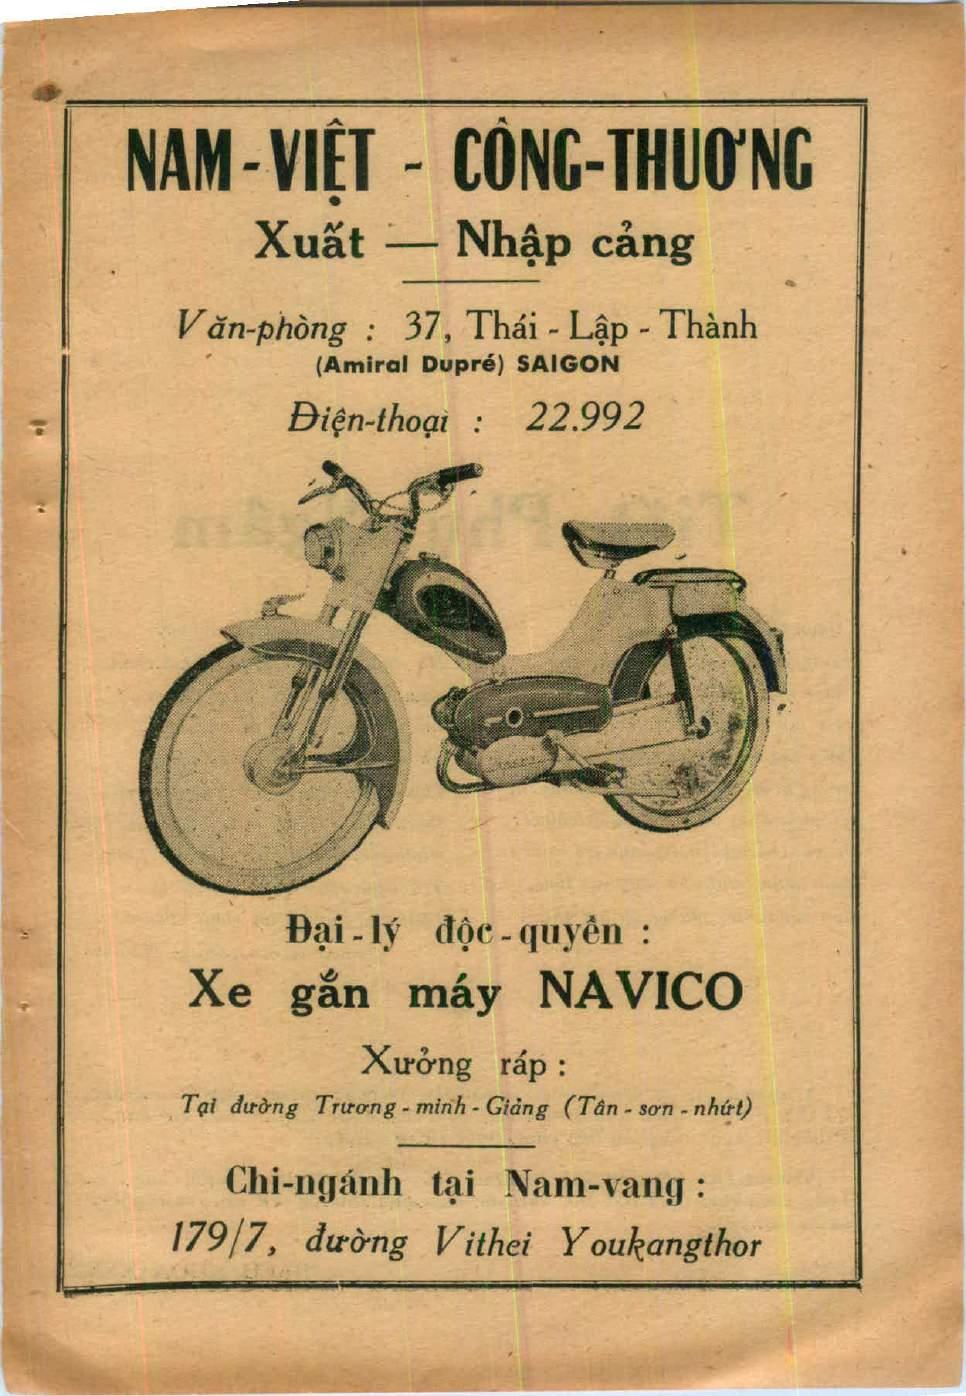 NAM-VIỆT - CÔNG-THƯƠNG
Xuất — Nhập cảng
Văn-phòng : 37, Thái - Lập - Thành
(Amiral Dupré) SAIGON
Điện-thoại : 22.992
Đại - lý độc - quyền :
Xe gắn máy NAVICO
Xưởng ráp :
Tại đường Trương - minh - Giảng (Tân - sơn - nhứt)
Chi-ngánh tại Nam-vang :
179/7, đường Vithei Youkangthor